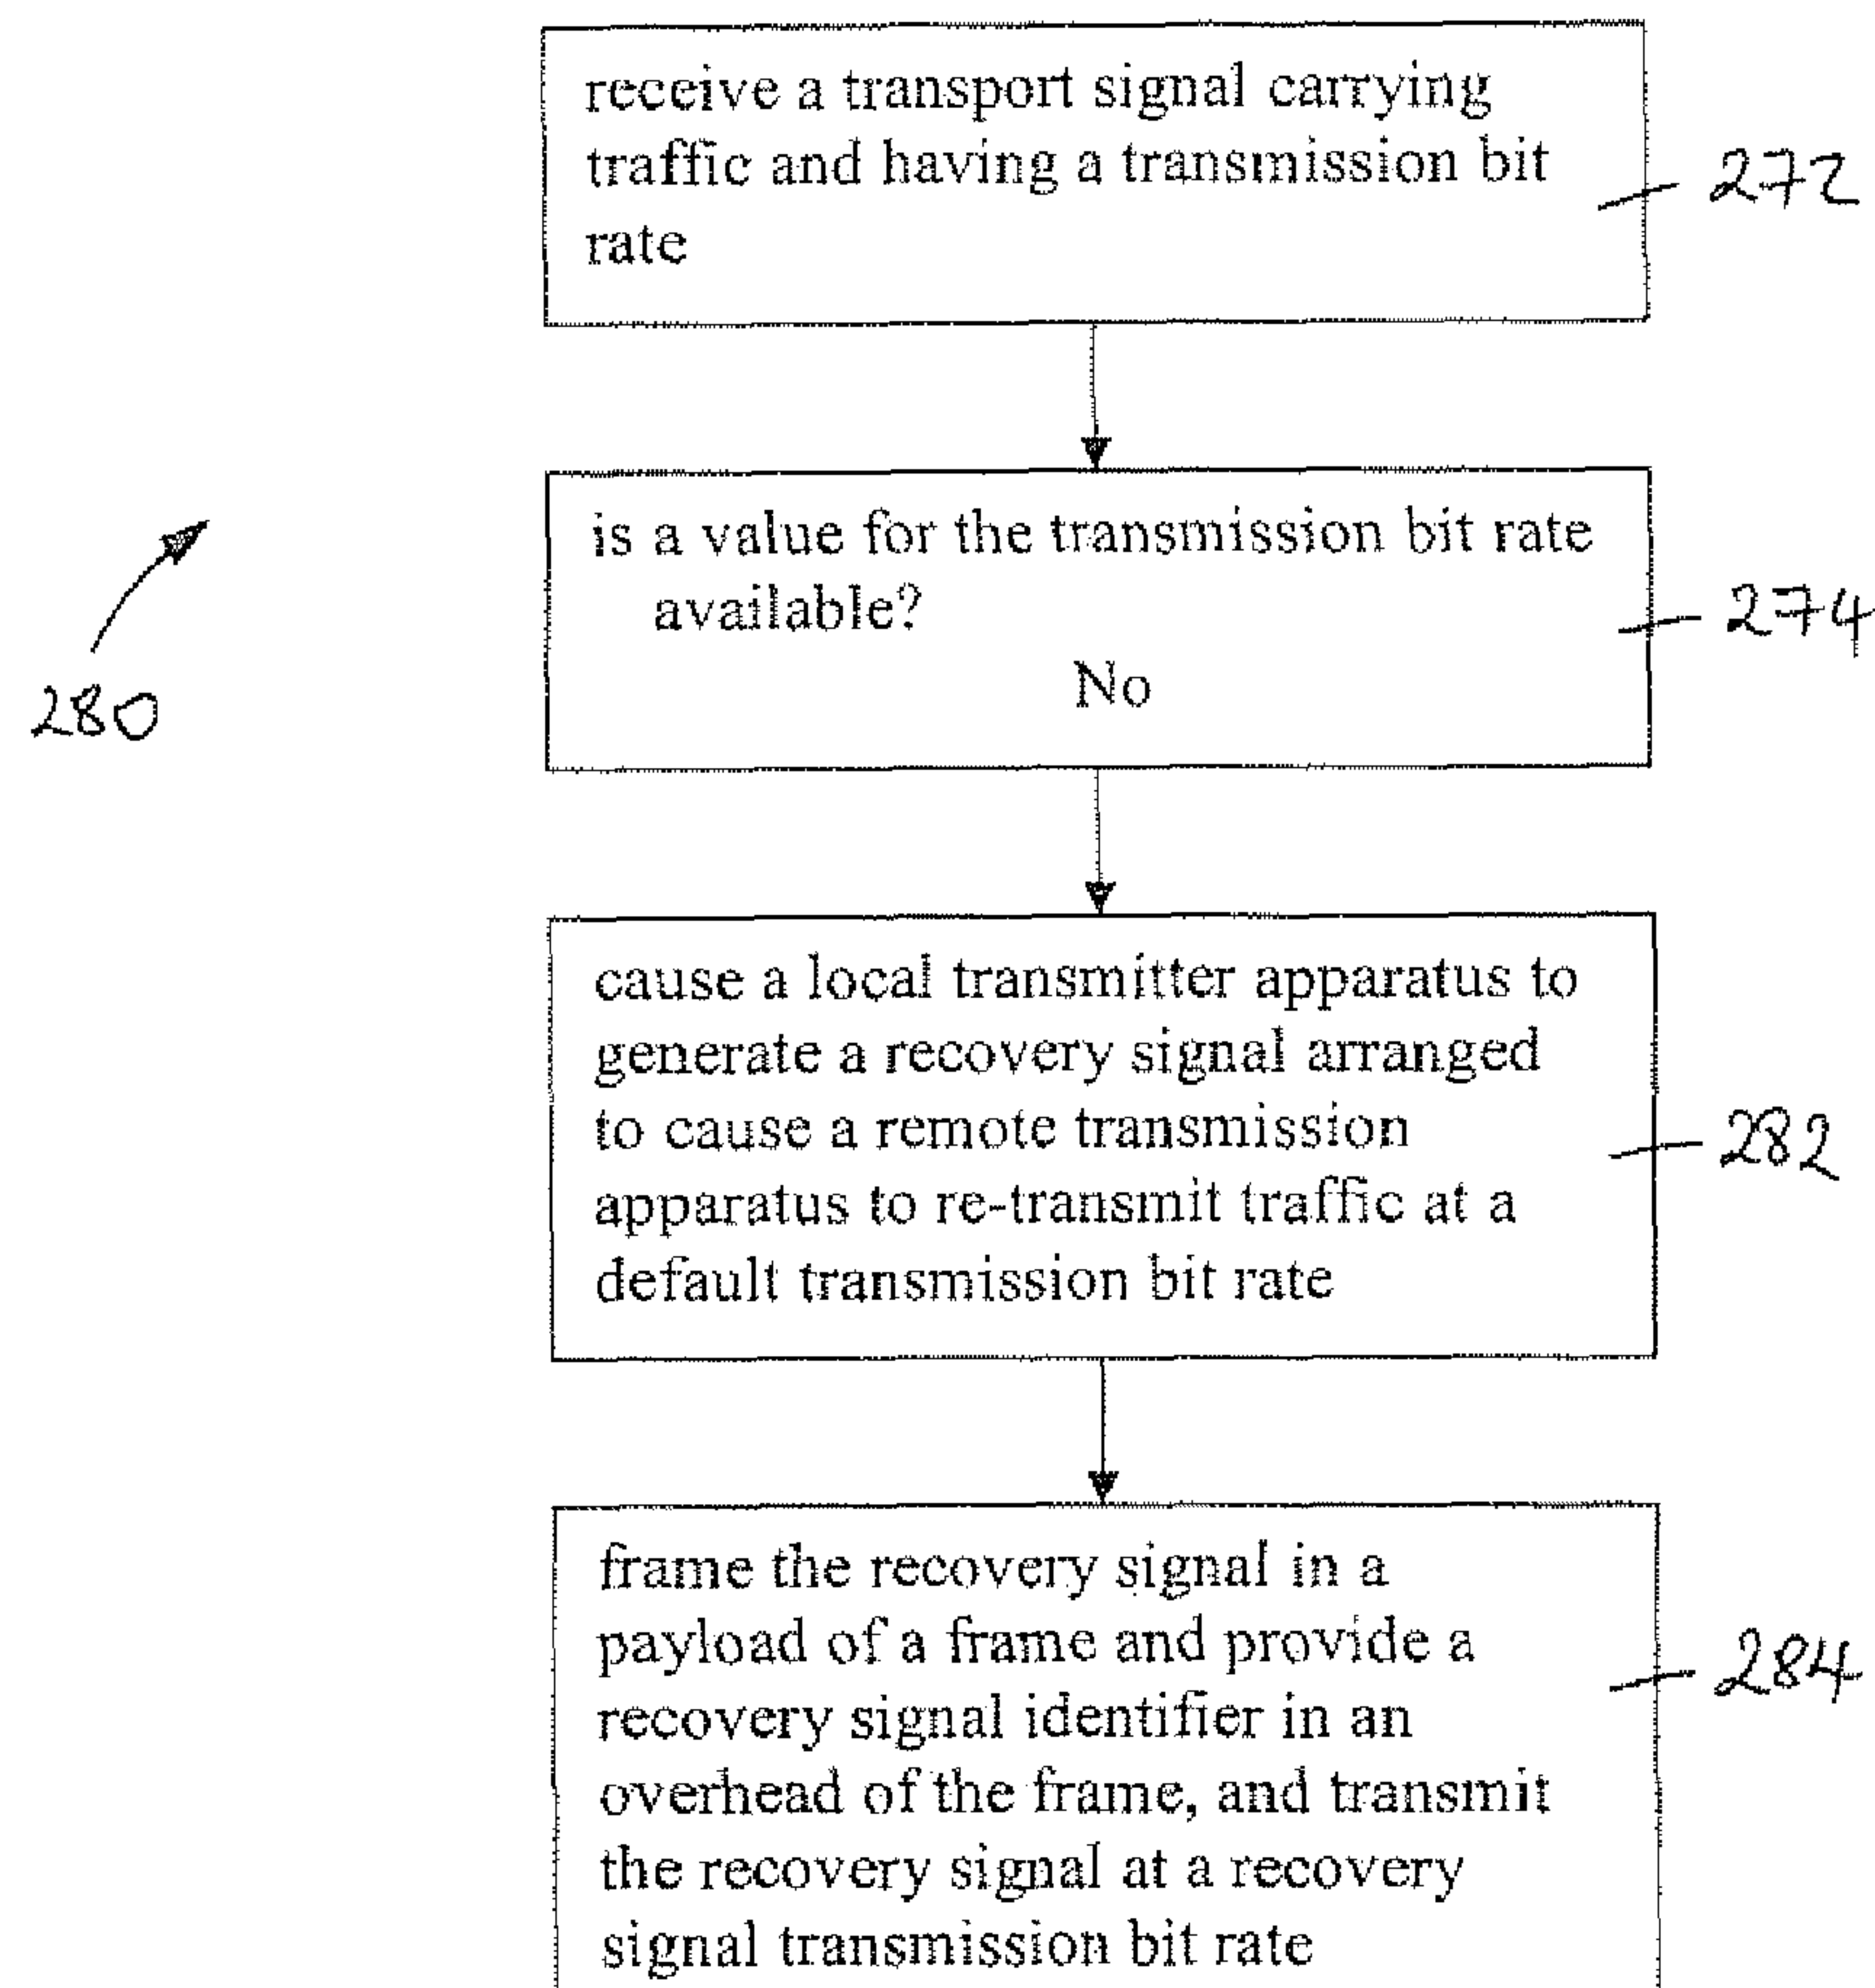 receive a transport signal carrying
traffic and having a transmission bit
rate
272
is a value for the transmission bit rate
available?
No
274
280
cause a local transmitter apparatus to
generate a recovery signal arranged
to cause a remote transmission
apparatus to re-transmit traffic at a
default transmission bit rate
282
frame the recovery signal in a
payload of a frame and provide a
recovery signal identifier in an
overhead of the frame, and transmit
the recovery signal at a recovery
signal transmission bit rate
284